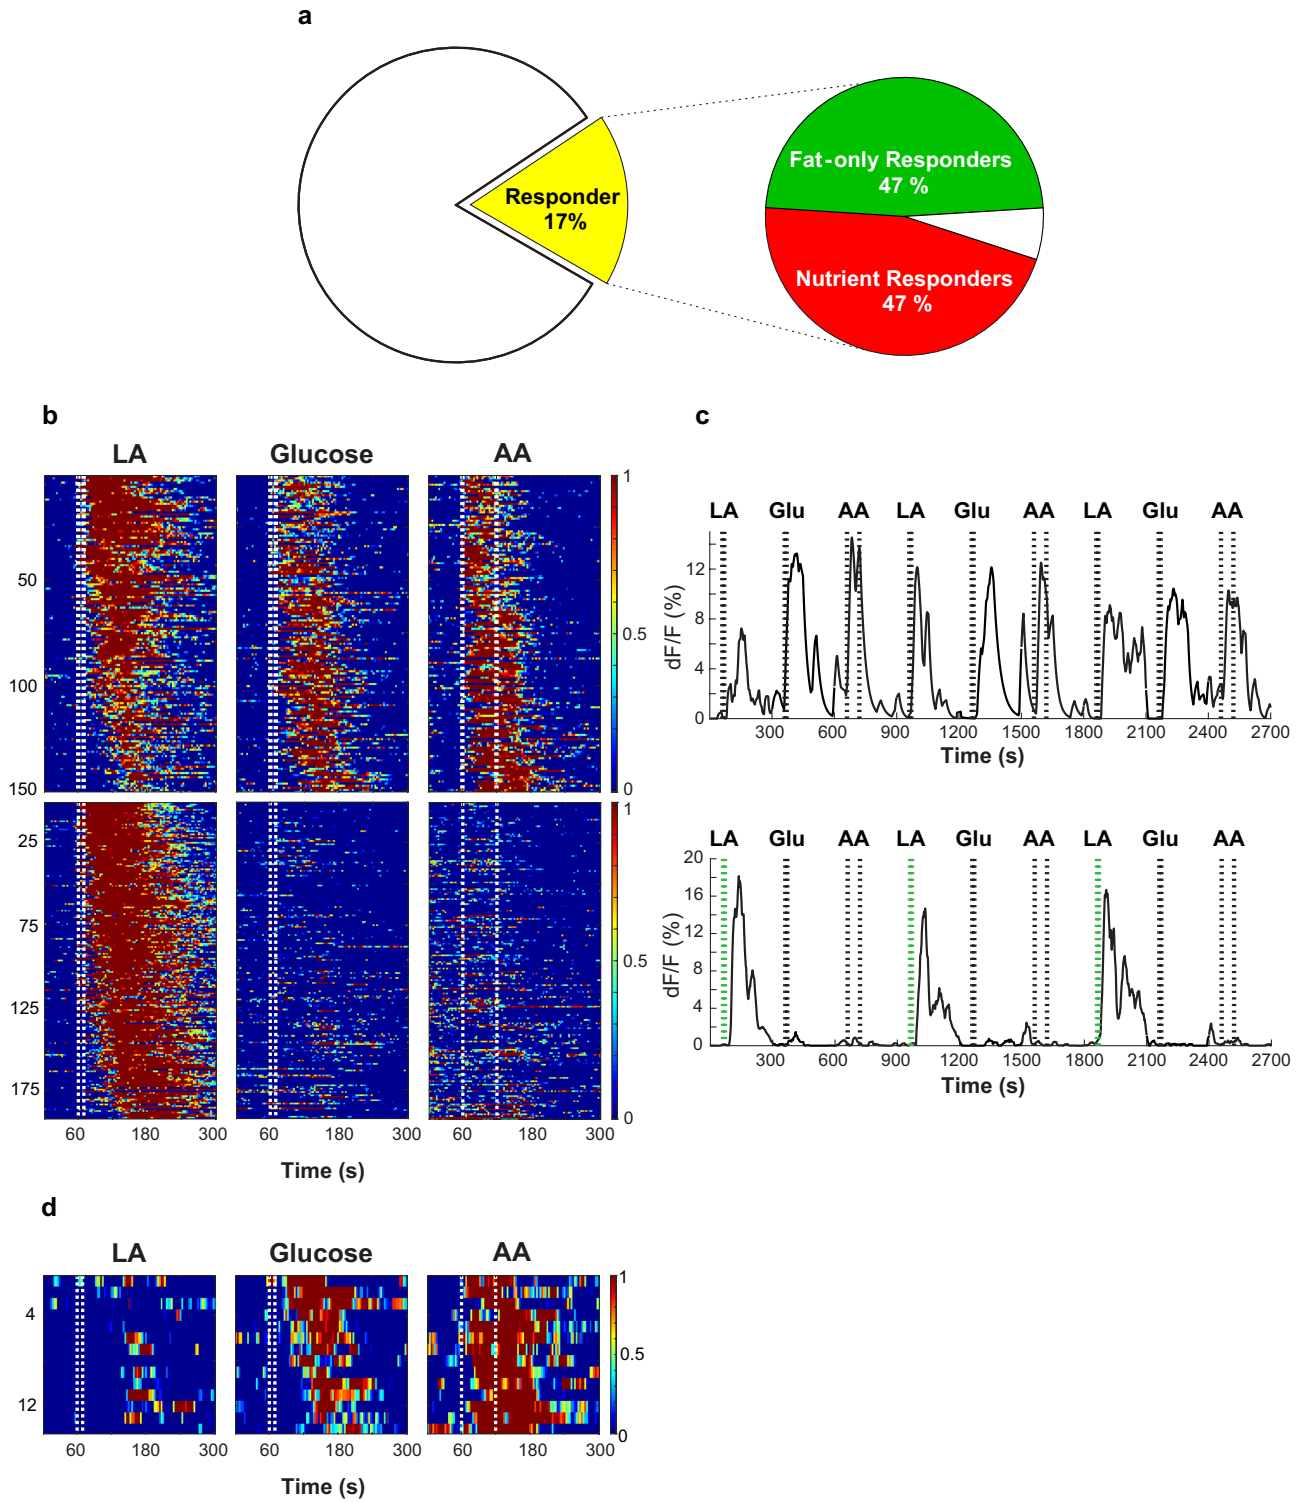 a
Responder
17%
Fat-only Responders
47 %
Nutrient Responders
47 %
b
LA Glucose AA
50
100
150
1
0.5
0
25
75
125
175
1
0.5
0
60 180 300 60 180 300 60 180 300
Time (s)
c
LA Glu AA LA Glu AA LA Glu AA
dF/F (%)
12
8
4
0
300 600 900 1200 1500 1800 2100 2400 2700
Time (s)
LA Glu AA LA Glu AA LA Glu AA
dF/F (%)
20
16
12
8
4
0
300 600 900 1200 1500 1800 2100 2400 2700
Time (s)
d
LA Glucose AA
4
12
1
0.5
0
60 180 300 60 180 300 60 180 300
Time (s)